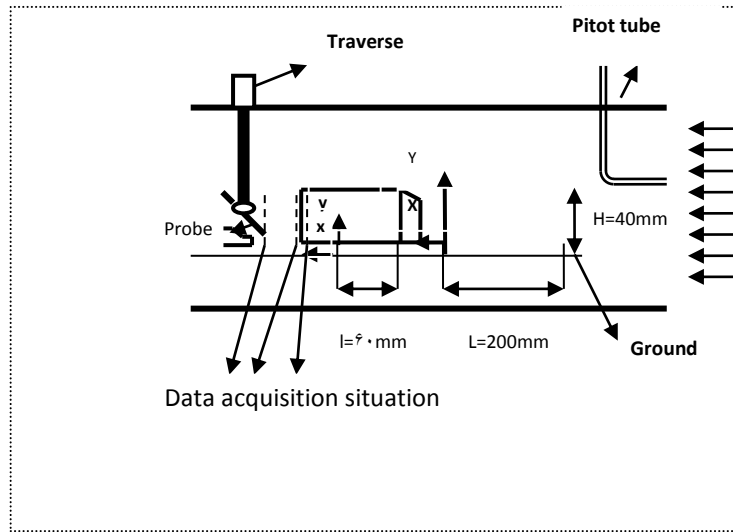 Pitot tube
Traverse
Y
y
X
x
Probe
H=40mm
l=۶۰mm
L=200mm
Ground
Data acquisition situation